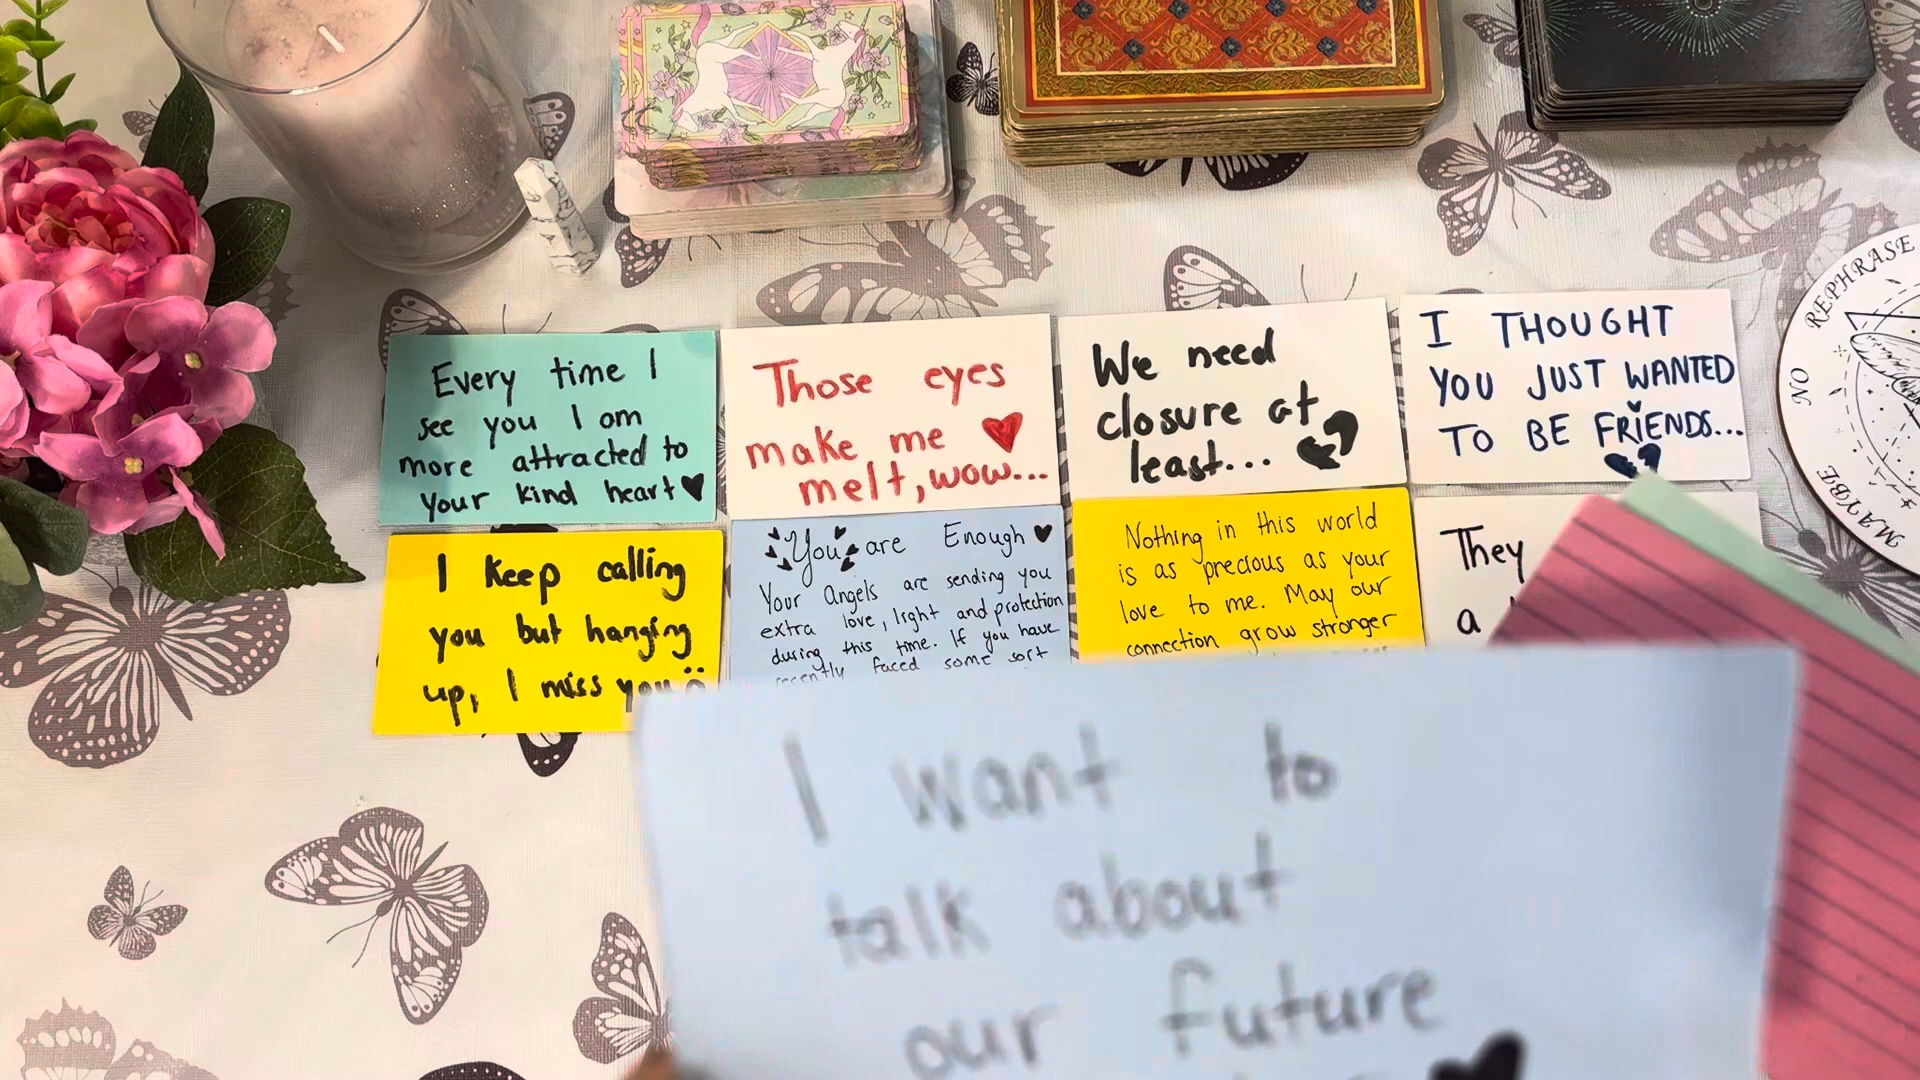 Every time I
see you I am
more attracted to
your kind heart
Those eyes
make me
melt, wow...
We need
closure at
least...
I THOUGHT
YOU JUST WANTED
TO BE FRIENDS...
NO
REPHRASE
MAYBE
I keep calling
you but hanging
up, I miss you
You are Enough
Your angels are sending you
extra love, light and protection
during this time. If you have
recently faced some sort
Nothing in this world
is as precious as your
love to me. May our
connection grow stronger
They
a
I want to
talk about
our future